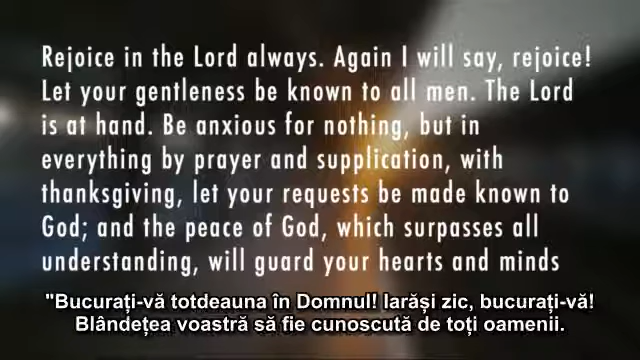 Rejoice in the Lord always. Again I will say, rejoice!
Let your gentleness be known to all men. The Lord
is at hand. Be anxious for nothing, but in
everything by prayer and supplication, with
thanksgiving, let your requests be made known to
God; and the peace of God, which surpasses all
understanding, will guard your hearts and minds
"Bucurați-vă totdeauna în Domnul! Iarăși zic, bucurați-vă!
Blândețea voastră să fie cunoscută de toți oamenii.